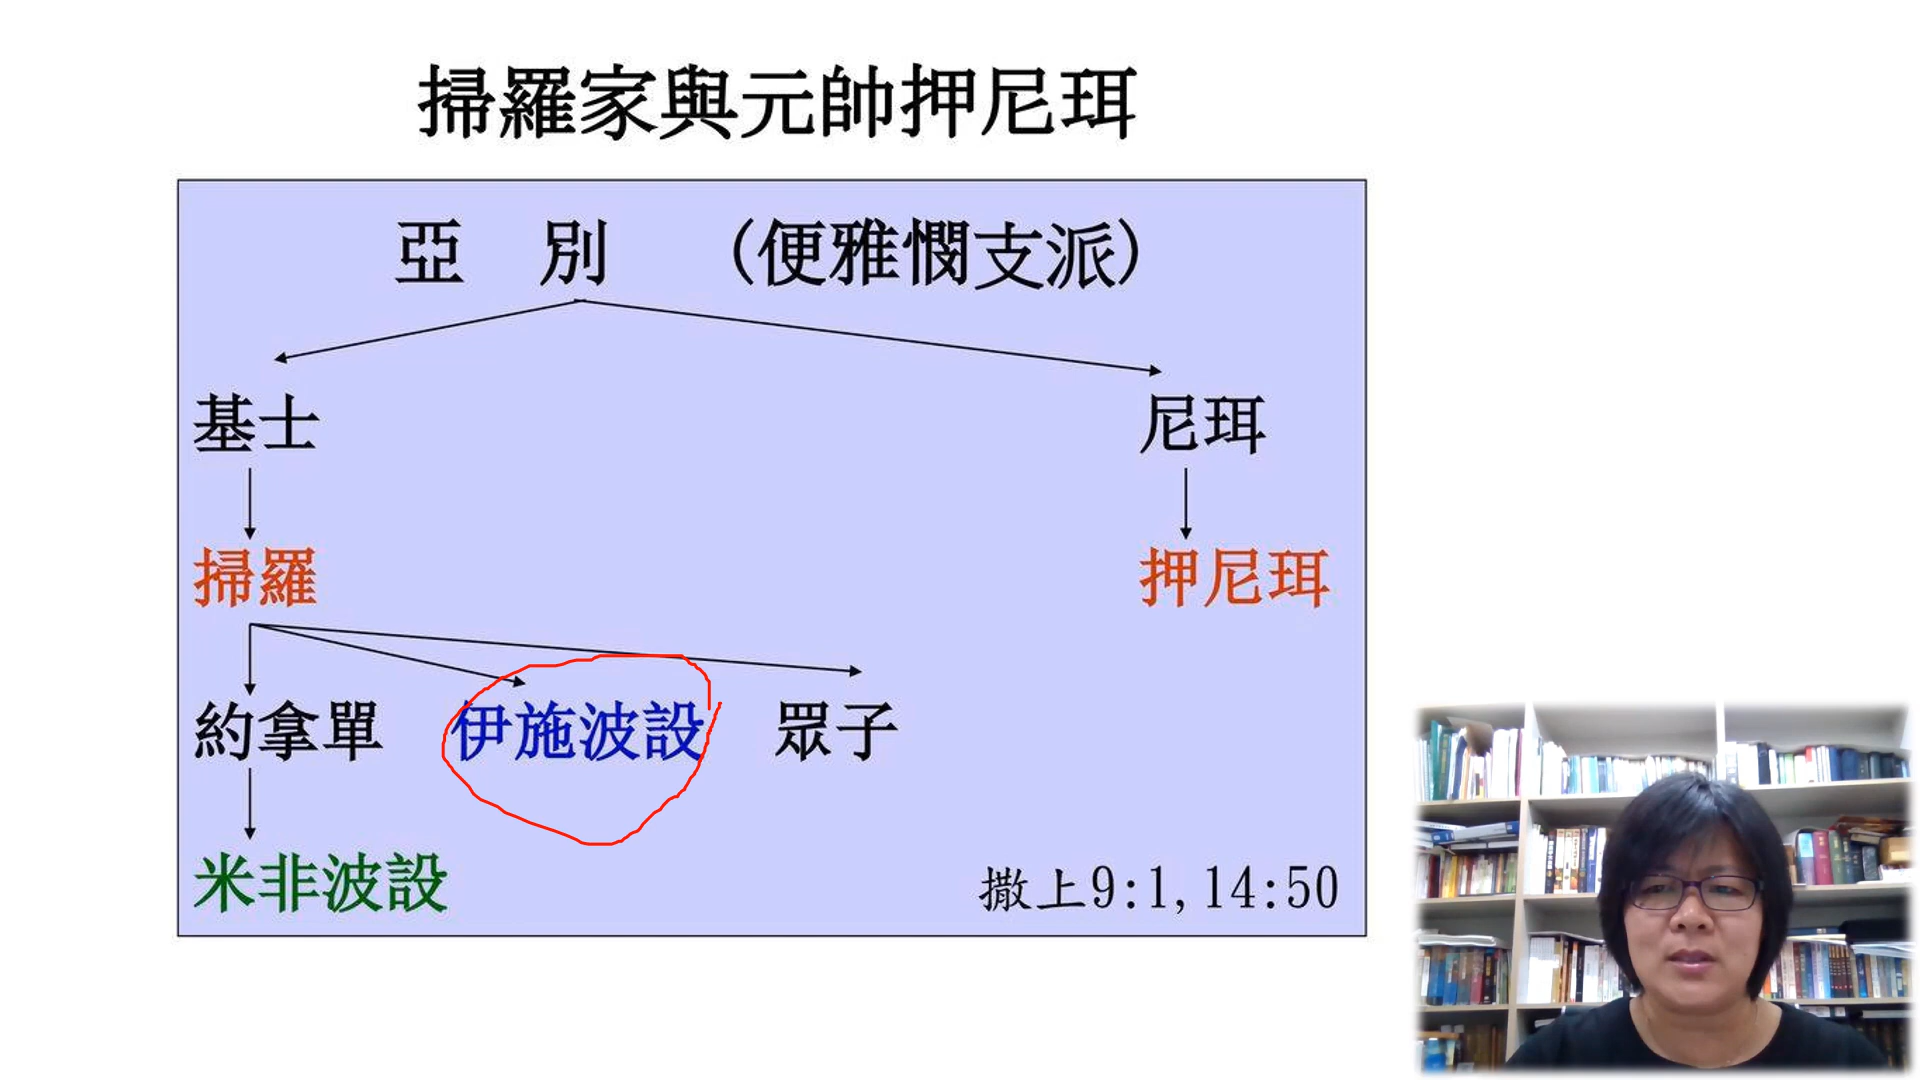 掃羅家與元帥押尼珥
亞 別 (便雅憫支派)
基士 尼珥
掃羅 押尼珥
約拿單 伊施波設 眾子
米非波設 撒上9:1,14:50